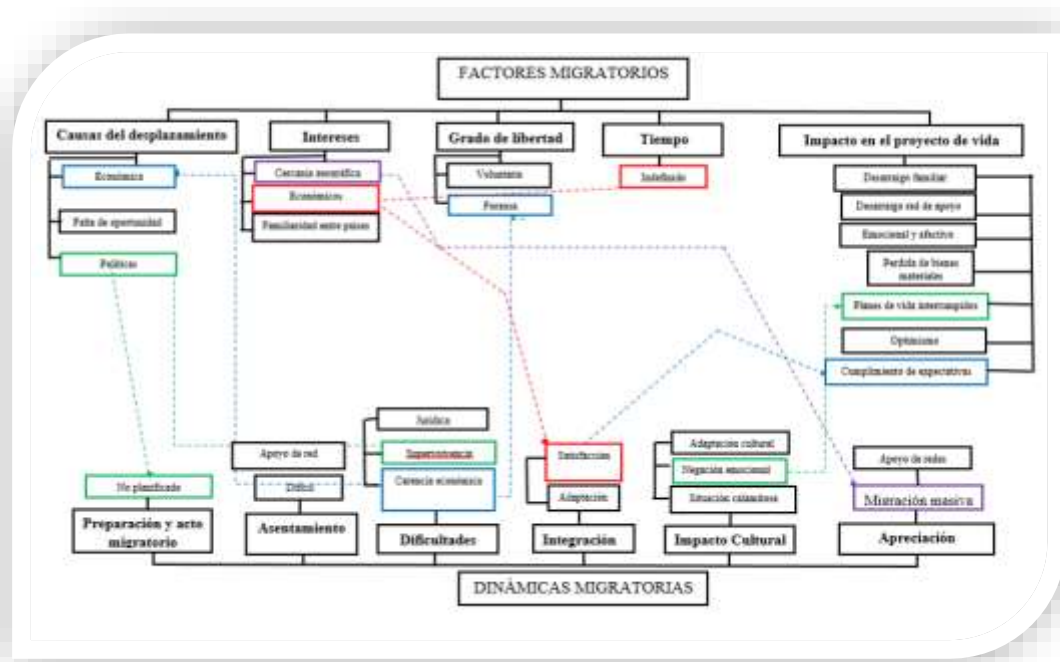 FACTORES MIGRATORIOS
Causas del desplazamiento
Intereses
Grado de libertad
Tiempo
Impacto en el proyecto de vida
Económica
Falta de oportunidad
Políticas
Cercanía geográfica
Económicos
Familiaridad entre países
Voluntaria
Forzosa
Indefinido
Desarraigo familiar
Desarraigo red de apoyo
Emocional y afectivo
Perdida de bienes
materiales
Planes de vida interrumpidos
Optimismo
Cumplimiento de expectativas
No planificado
Apoyo de red
Difícil
Jurídica
Supervivencia
Carencia económica
Satisfacción
Adaptación
Adaptación cultural
Negación emocional
Situación calamitosa
Apoyo de redes
Migración masiva
Preparación y acto
migratorio
Asentamiento
Dificultades
Integración
Impacto Cultural
Apreciación
DINÁMICAS MIGRATORIAS